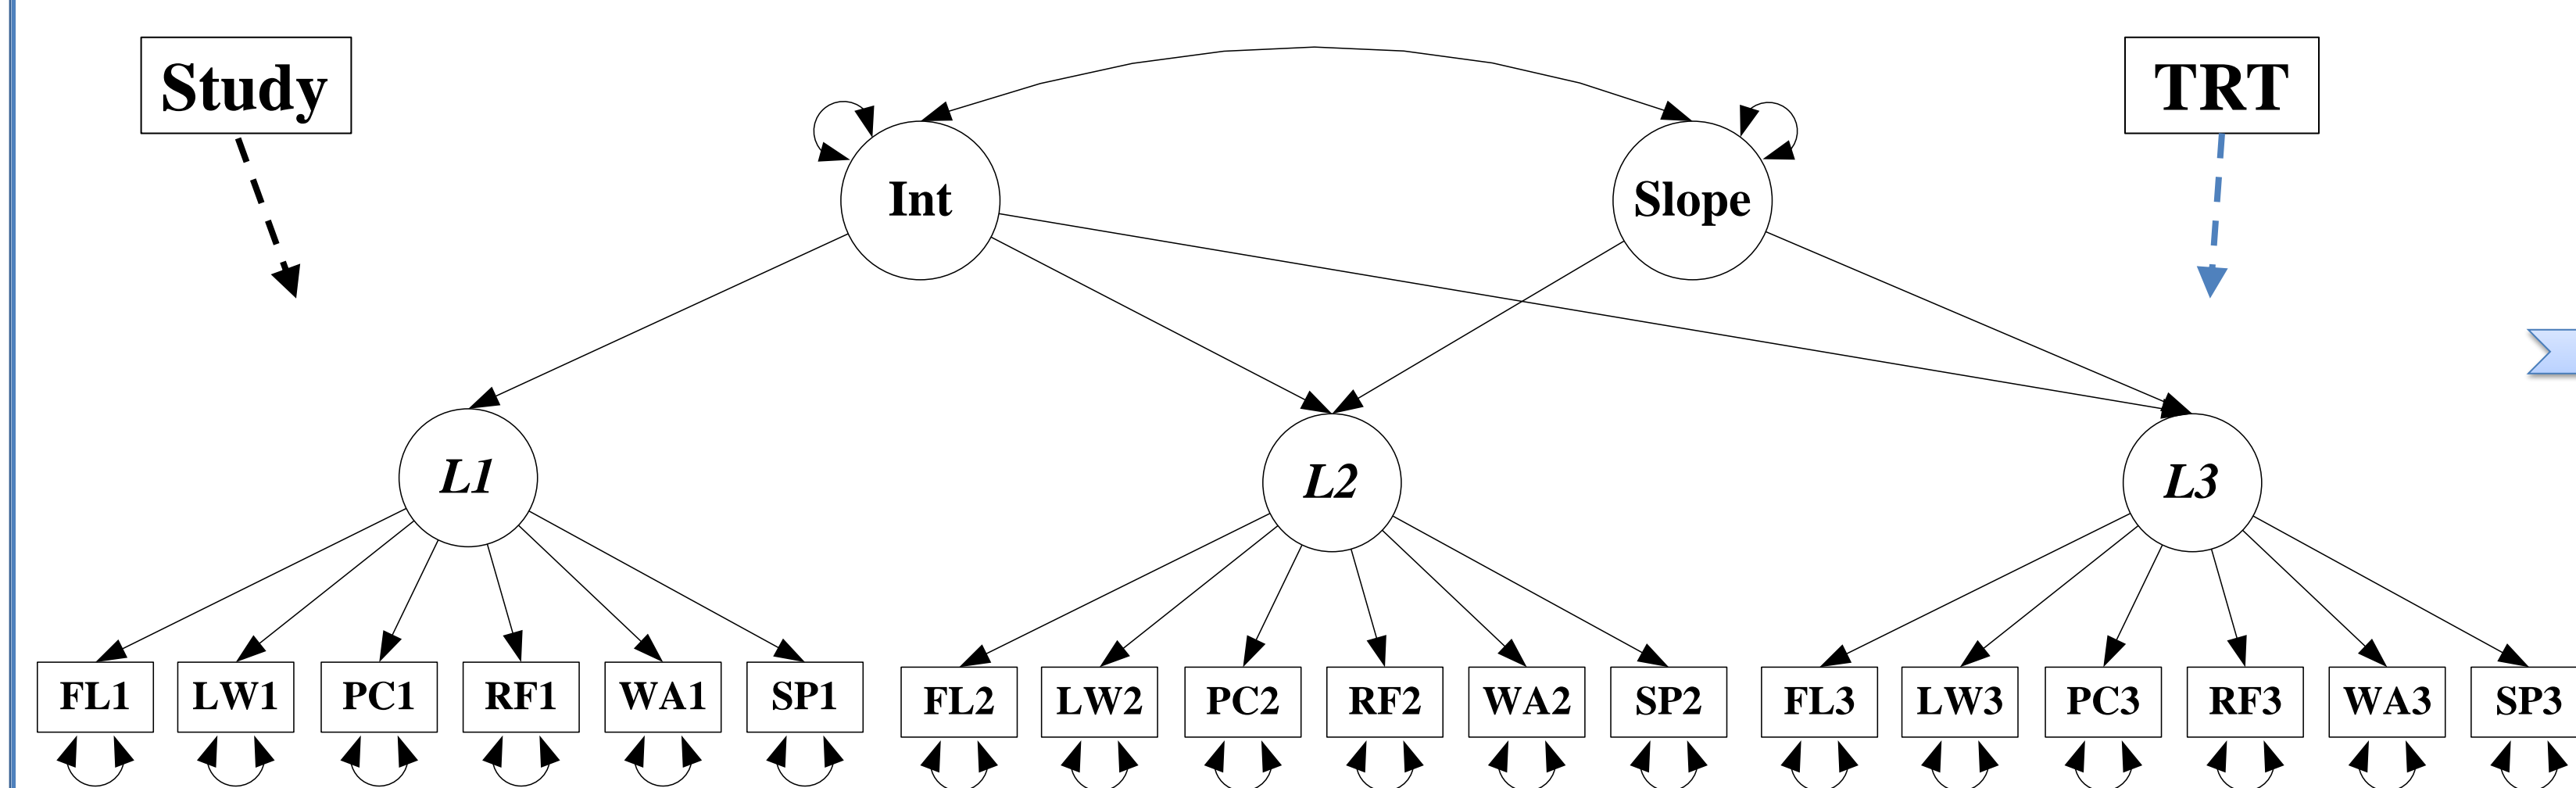 Study
TRT
Int
Slope
L1
L2
L3
FL1 LW1 PC1 RF1 WA1 SP1 FL2 LW2 PC2 RF2 WA2 SP2 FL3 LW3 PC3 RF3 WA3 SP3